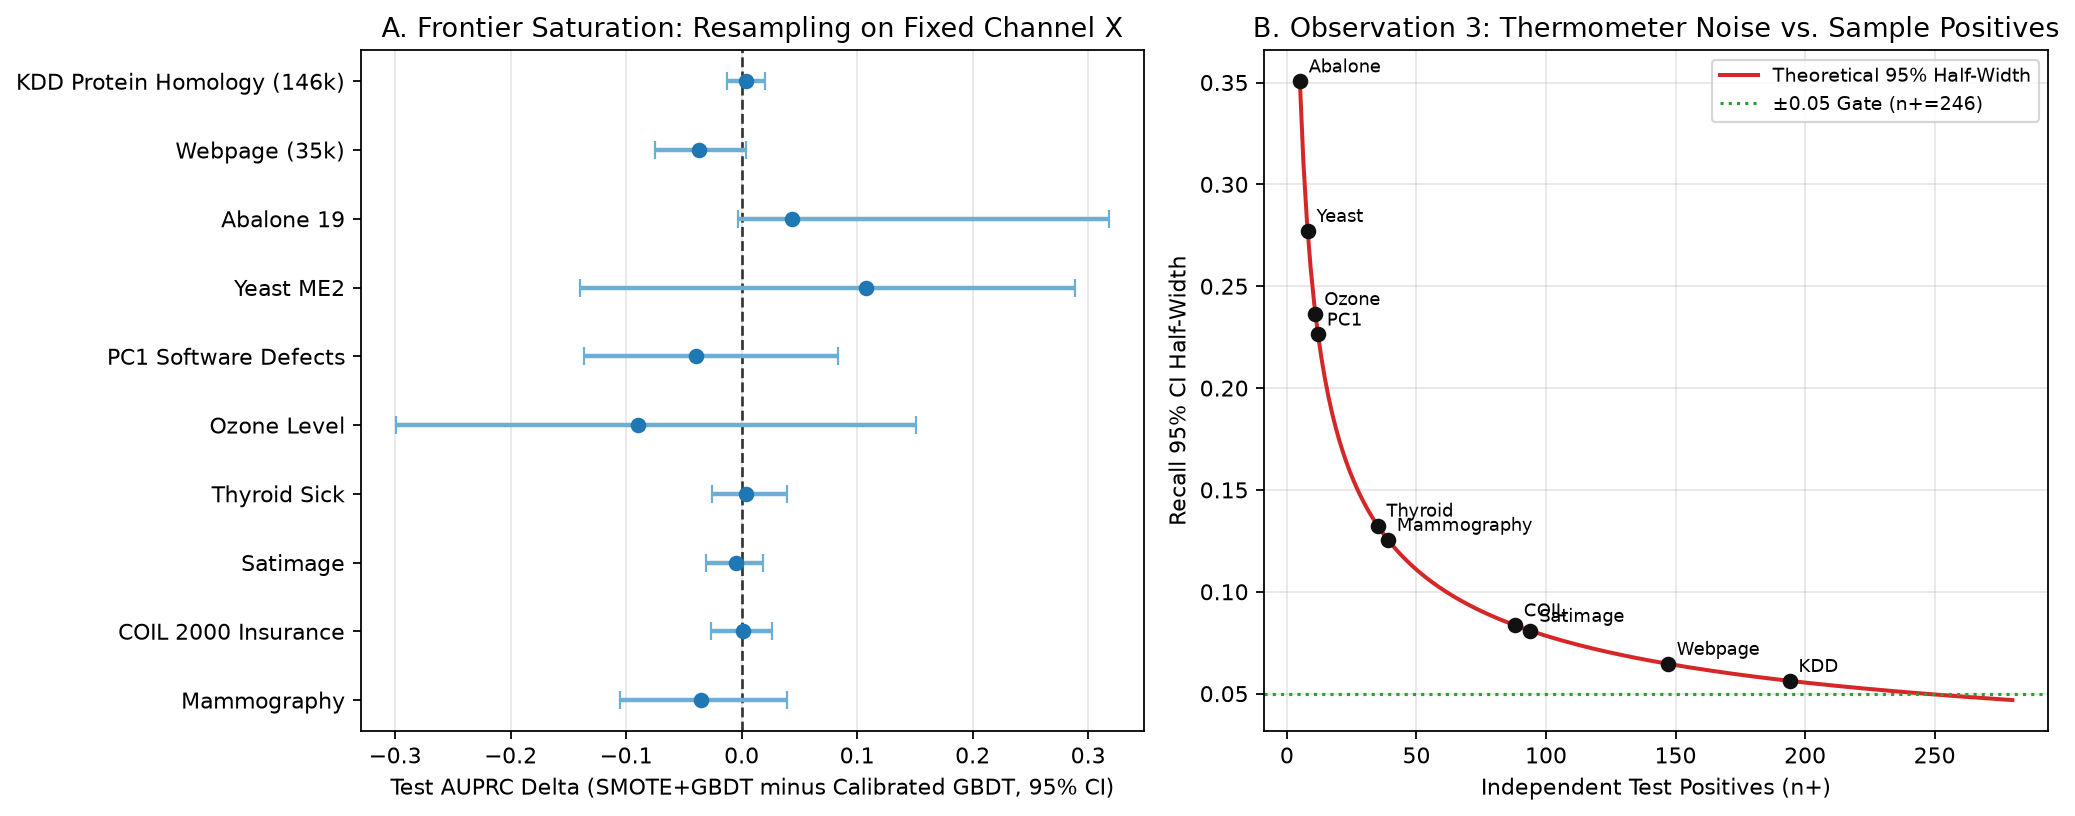 A. Frontier Saturation: Resampling on Fixed Channel X
KDD Protein Homology (146k)
Webpage (35k)
Abalone 19
Yeast ME2
PC1 Software Defects
Ozone Level
Thyroid Sick
Satimage
COIL 2000 Insurance
Mammography
−0.3 −0.2 −0.1 0.0 0.1 0.2 0.3
Test AUPRC Delta (SMOTE+GBDT minus Calibrated GBDT, 95% CI)
B. Observation 3: Thermometer Noise vs. Sample Positives
Recall 95% CI Half-Width
0.35
0.30
0.25
0.20
0.15
0.10
0.05
Theoretical 95% Half-Width
±0.05 Gate (n+=246)
Abalone
Yeast
Ozone
PC1
Thyroid
Mammography
COIL
Satimage
Webpage
KDD
0 50 100 150 200 250
Independent Test Positives (n+)